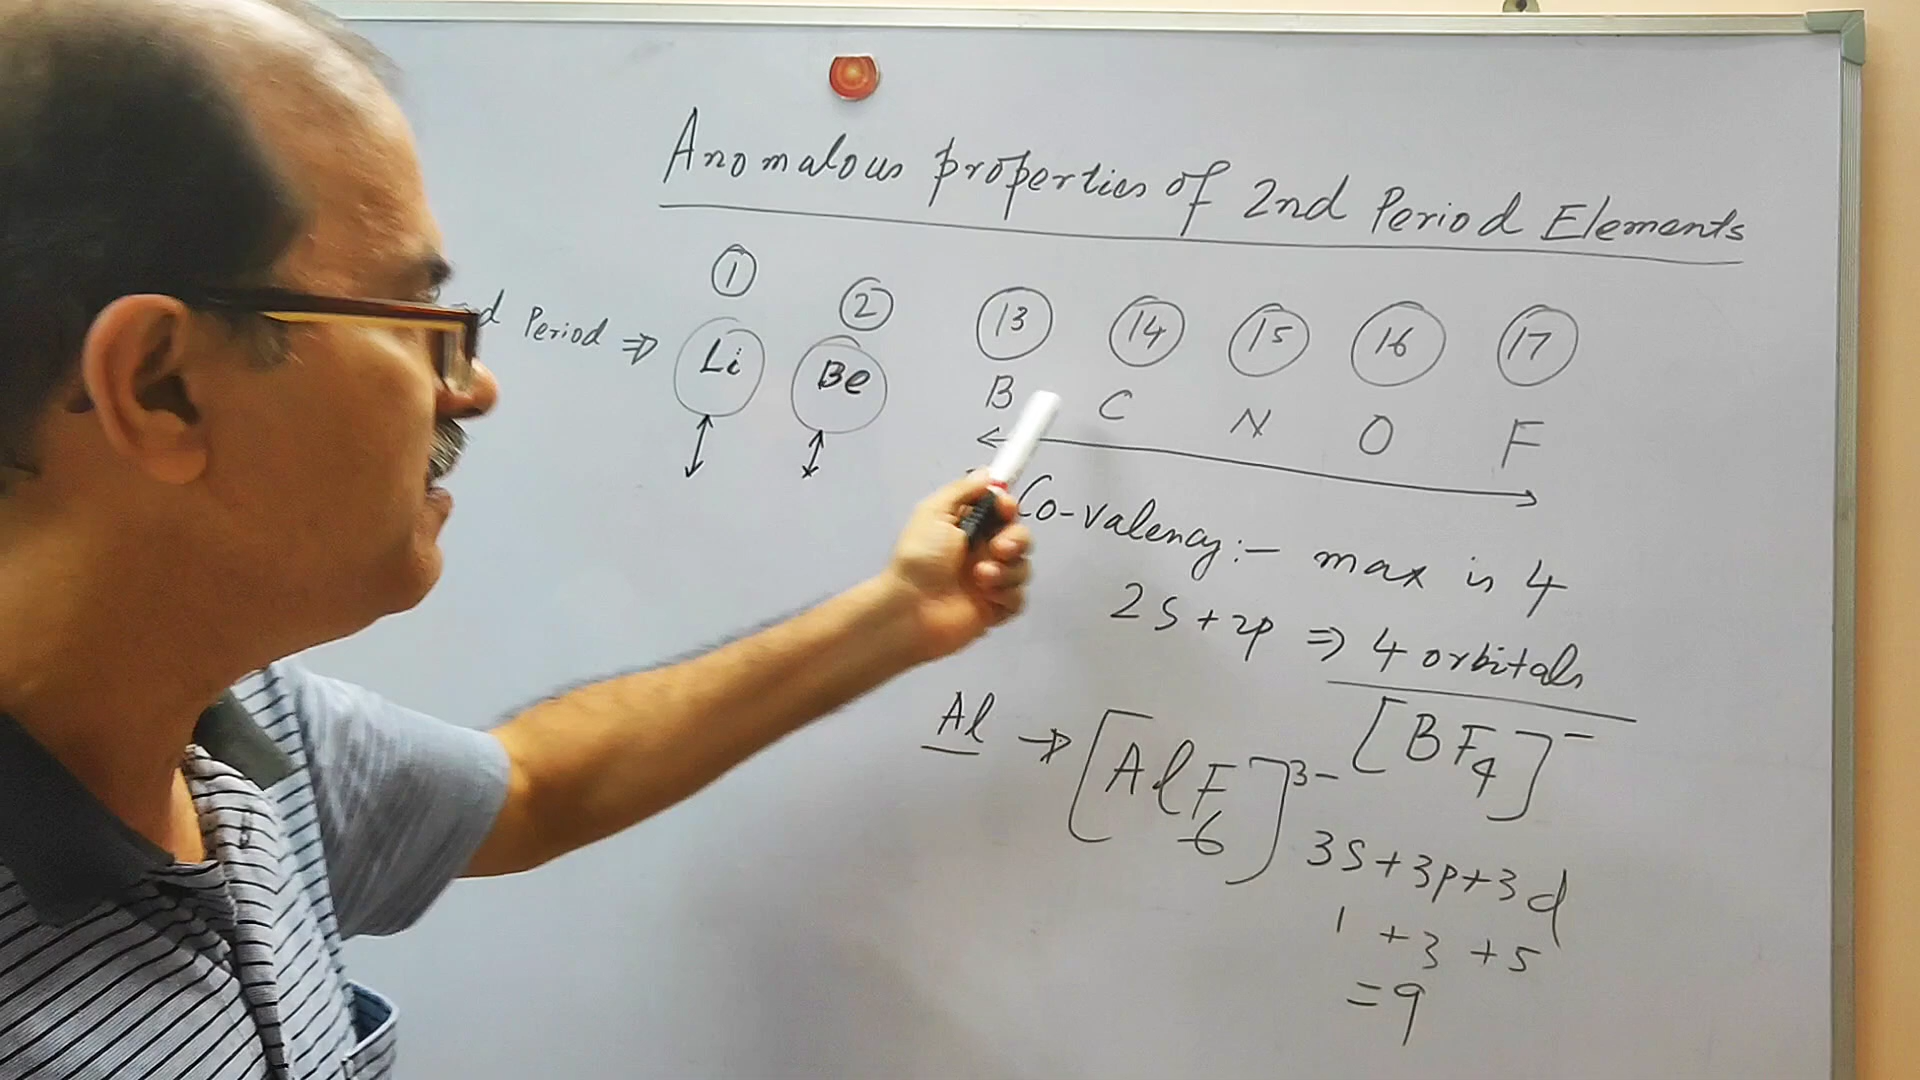 Anomalous properties of 2nd Period Elements
1 2 13 14 15 16 17
Period ⇒ Li Be B C N O F
Co-valency:- max is 4
2S+2p ⇒ 4 orbitals
Al → [AlF6]3- [BF4]-
3S+3p+3d
1+3+5
=9